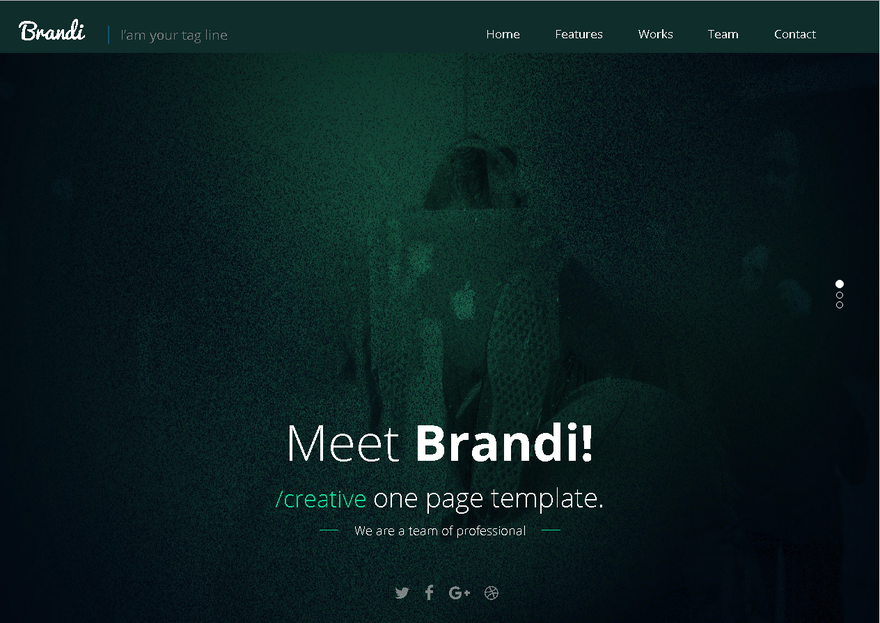 Brandi
I'am your tag line
Home Features Works Team Contact
Meet Brandi!
/creative one page template.
We are a team of professional